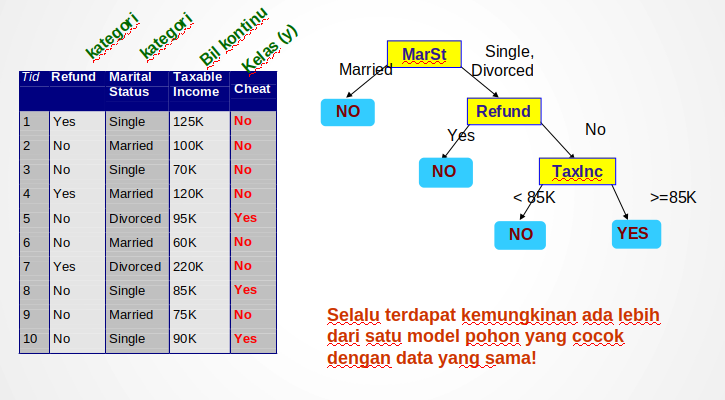 kategori kategori Bil kontinu Kelas (y)
Tid Refund Marital Status Taxable Income Cheat
1 Yes Single 125K No
2 No Married 100K No
3 No Single 70K No
4 Yes Married 120K No
5 No Divorced 95K Yes
6 No Married 60K No
7 Yes Divorced 220K No
8 No Single 85K Yes
9 No Married 75K No
10 No Single 90K Yes
MarSt
Married
Single,
Divorced
NO
Refund
Yes
No
NO
TaxInc
< 85K
>=85K
NO
YES
Selalu terdapat kemungkinan ada lebih
dari satu model pohon yang cocok
dengan data yang sama!